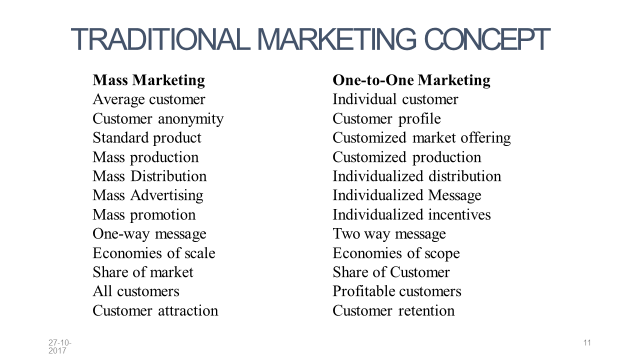 TRADITIONAL MARKETING CONCEPT
Mass Marketing
Average customer
Customer anonymity
Standard product
Mass production
Mass Distribution
Mass Advertising
Mass promotion
One-way message
Economies of scale
Share of market
All customers
Customer attraction
One-to-One Marketing
Individual customer
Customer profile
Customized market offering
Customized production
Individualized distribution
Individualized Message
Individualized incentives
Two way message
Economies of scope
Share of Customer
Profitable customers
Customer retention
27-10-
2017
11